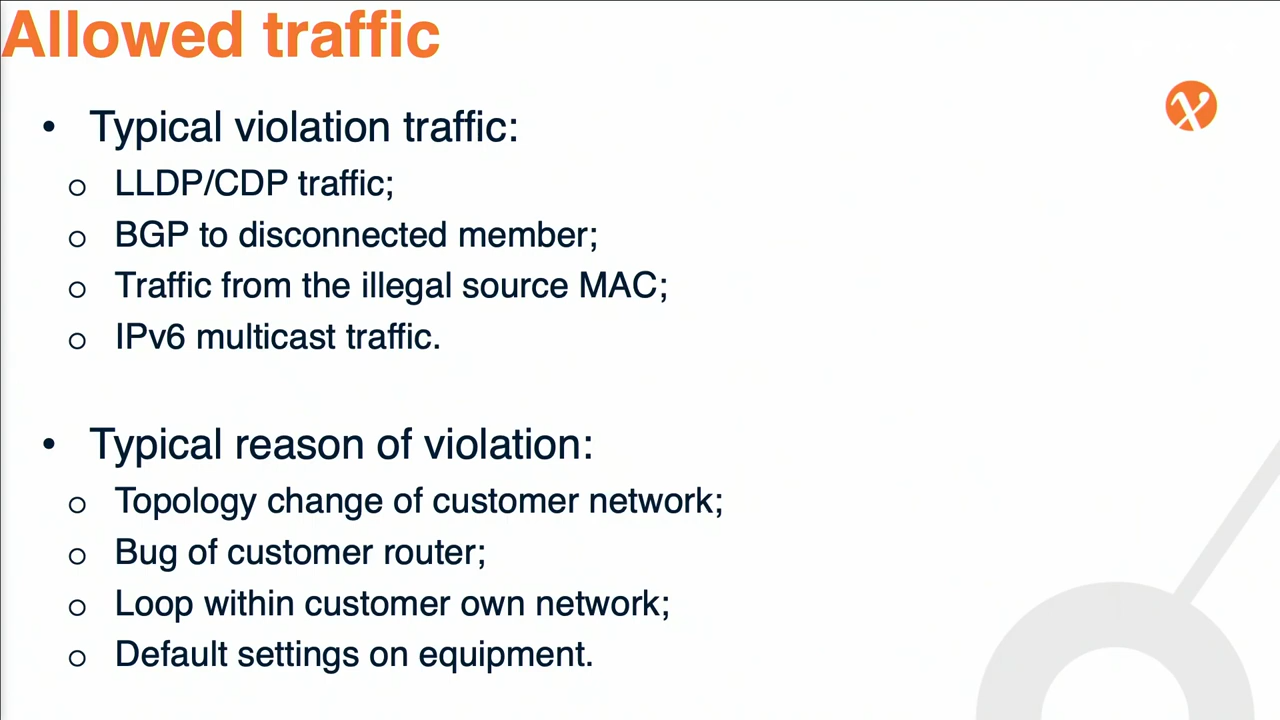 Allowed traffic
• Typical violation traffic:
o LLDP/CDP traffic;
o BGP to disconnected member;
o Traffic from the illegal source MAC;
o IPv6 multicast traffic.
• Typical reason of violation:
o Topology change of customer network;
o Bug of customer router;
o Loop within customer own network;
o Default settings on equipment.